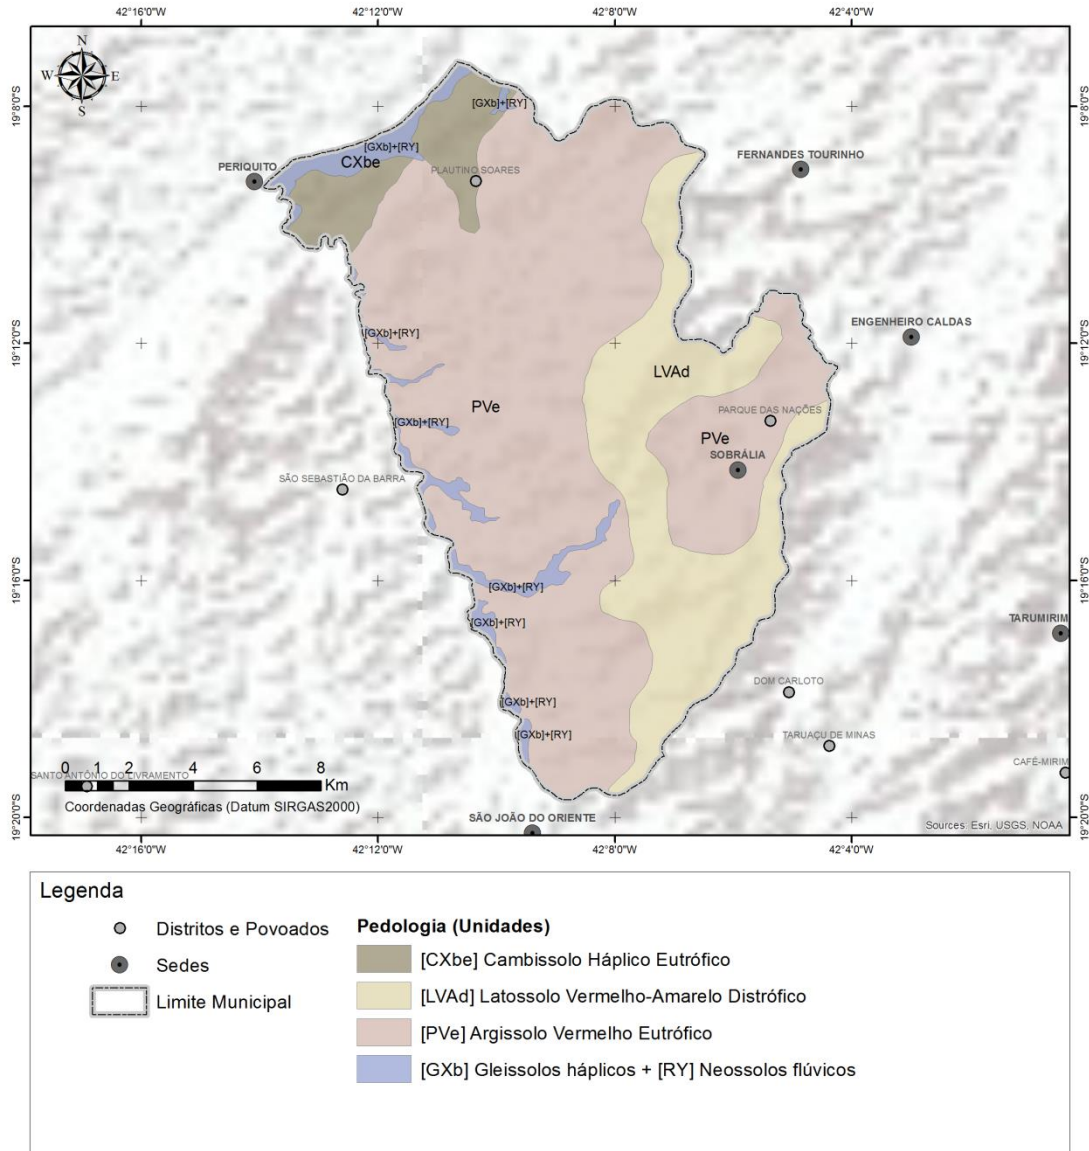 42°16'0"W 42°12'0"W 42°8'0"W 42°4'0"W
N
W E
S
19°8'0"S 19°8'0"S
[GXb]+[RY]
[GXb]+[RY]
CXbe
PERIQUITO
PLAUTINO SOARES
FERNANDES TOURINHO
19°12'0"S 19°12'0"S
[GXb]+[RY]
ENGENHEIRO CALDAS
LVAd
PVe
PARQUE DAS NAÇÕES
[GXb]+[RY]
PVe
SOBRÁLIA
SÃO SEBASTIÃO DA BARRA
19°16'0"S 19°16'0"S
[GXb]+[RY]
[GXb]+[RY]
TARUMIRIM
DOM CARLOTO
[GXb]+[RY]
[GXb]+[RY]
TARUAÇU DE MINAS
CAFÉ-MIRIM
0 1 2 4 6 8
Km
SANTO ANTÔNIO DO LIVRAMENTO
Coordenadas Geográficas (Datum SIRGAS2000)
SÃO JOÃO DO ORIENTE
19°20'0"S 19°20'0"S
Sources: Esri, USGS, NOAA
42°16'0"W 42°12'0"W 42°8'0"W 42°4'0"W
Legenda
Distritos e Povoados
Sedes
Limite Municipal
Pedologia (Unidades)
[CXbe] Cambissolo Háplico Eutrófico
[LVAd] Latossolo Vermelho-Amarelo Distrófico
[PVe] Argissolo Vermelho Eutrófico
[GXb] Gleissolos háplicos + [RY] Neossolos flúvicos